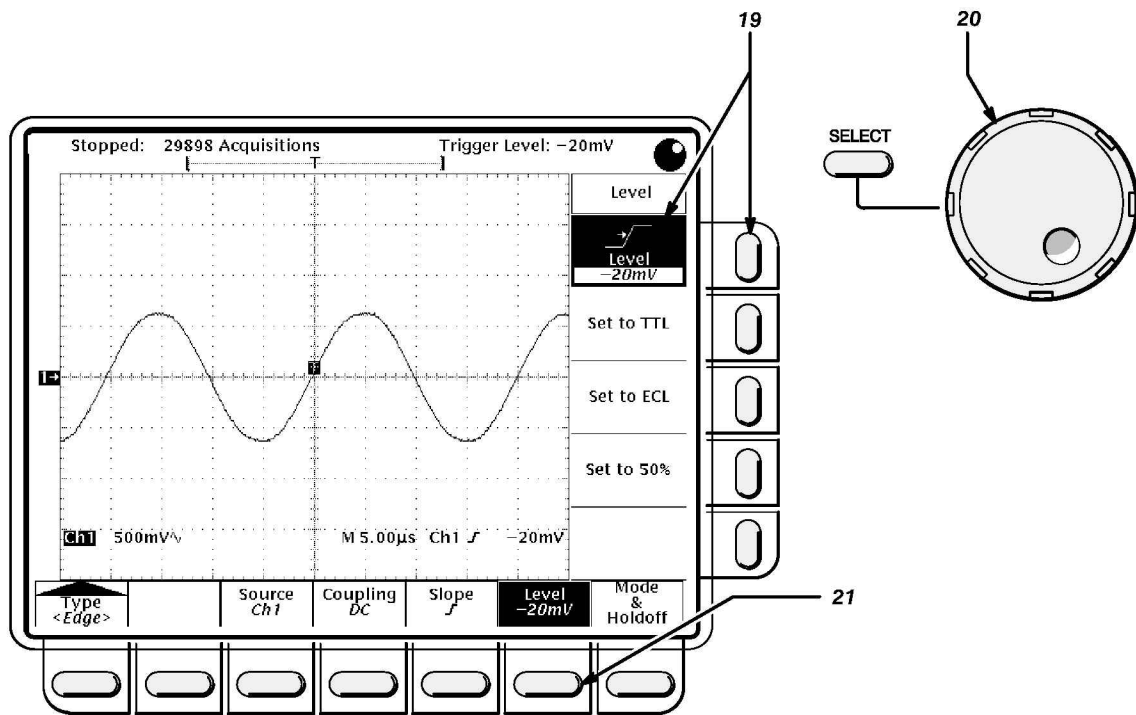 19
20
SELECT
Stopped: 29898 Acquisitions Trigger Level: −20mV
[ T ]
Level
Level
−20mV
Set to TTL
T
1→
Set to ECL
Set to 50%
Ch1 500mV∿ M 5.00µs Ch1 ʃ −20mV
Type
<Edge>
Source
Ch1
Coupling
DC
Slope
ʃ
Level
−20mV
Mode
&
Holdoff
21